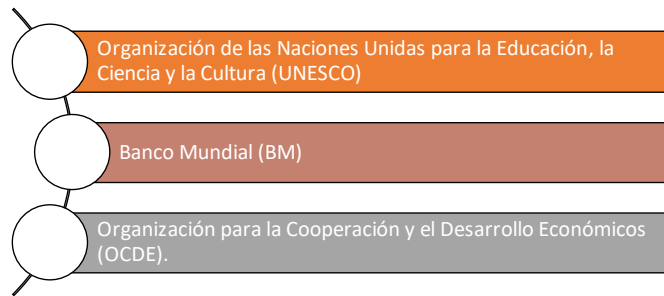 Organización de las Naciones Unidas para la Educación, la
Ciencia y la Cultura (UNESCO)
Banco Mundial (BM)
Organización para la Cooperación y el Desarrollo Económicos
(OCDE).